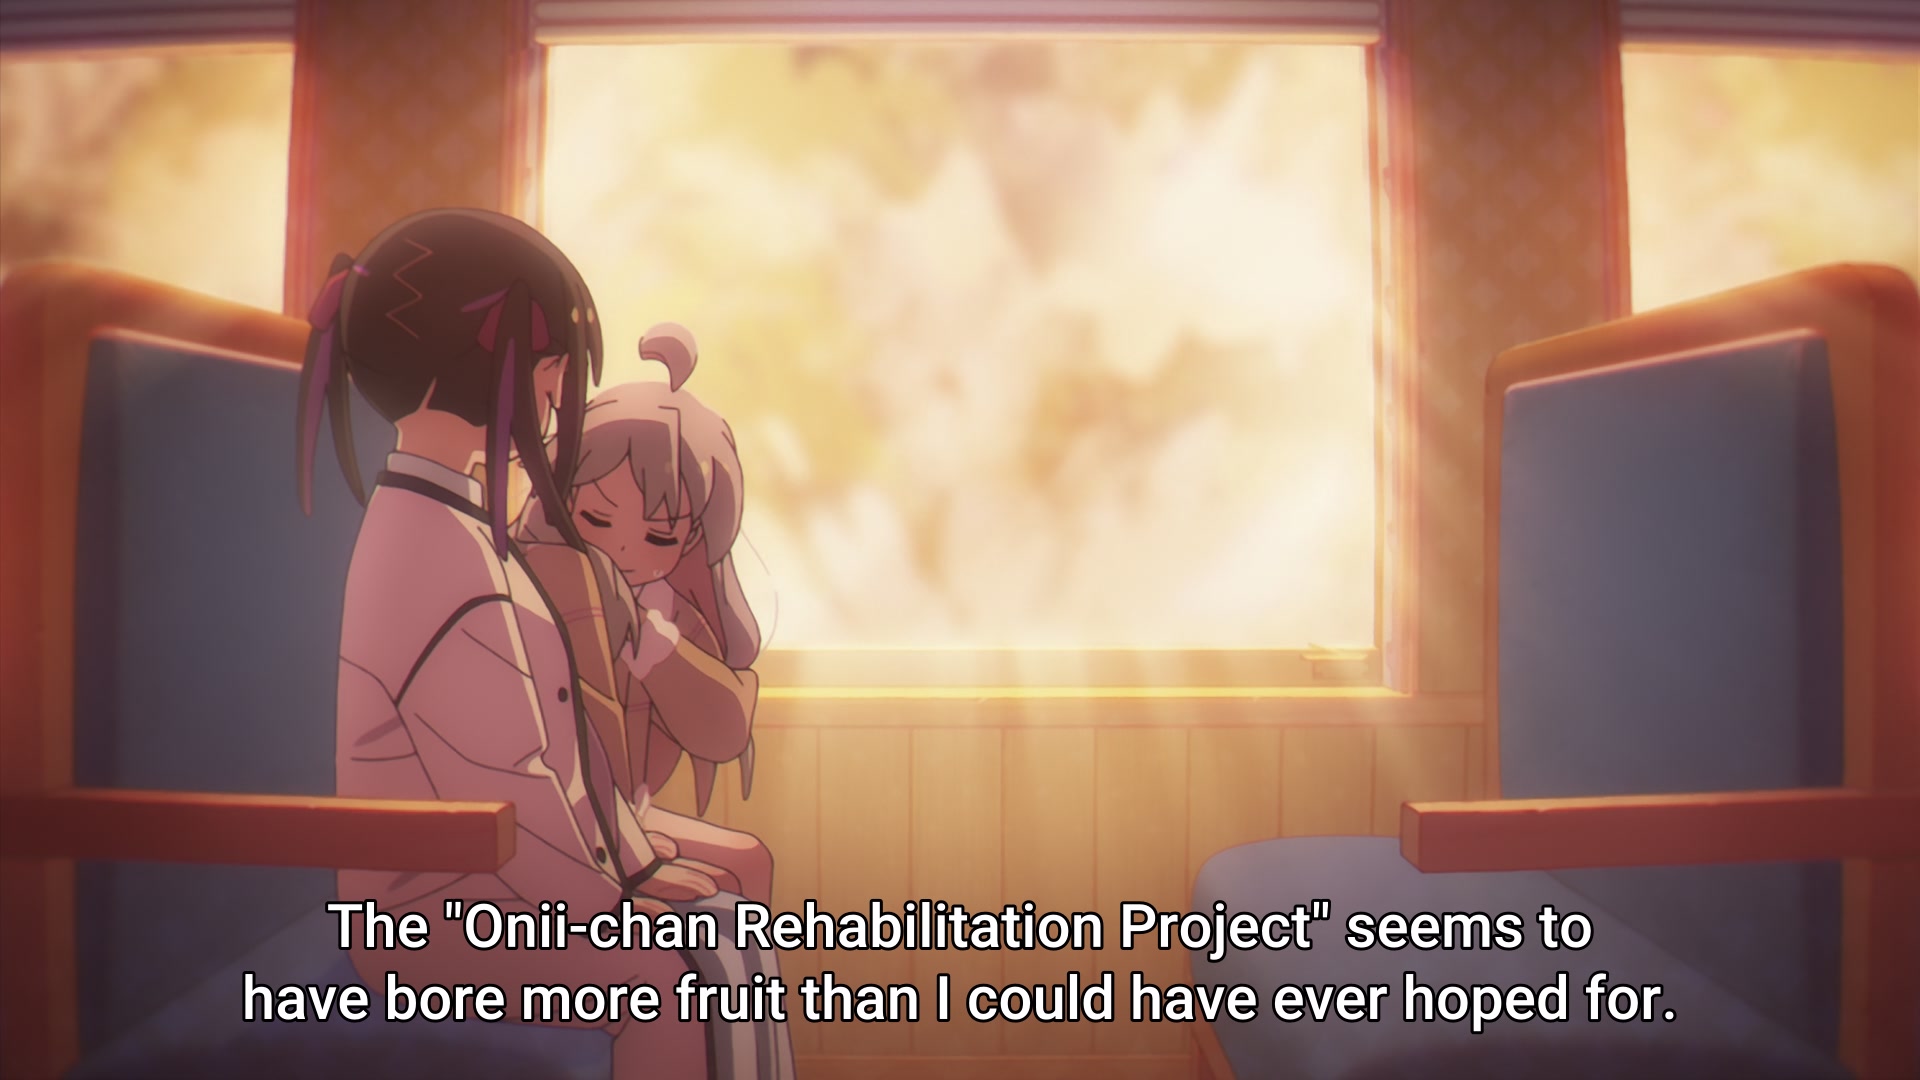 The "Onii-chan Rehabilitation Project" seems to
have bore more fruit than I could have ever hoped for.